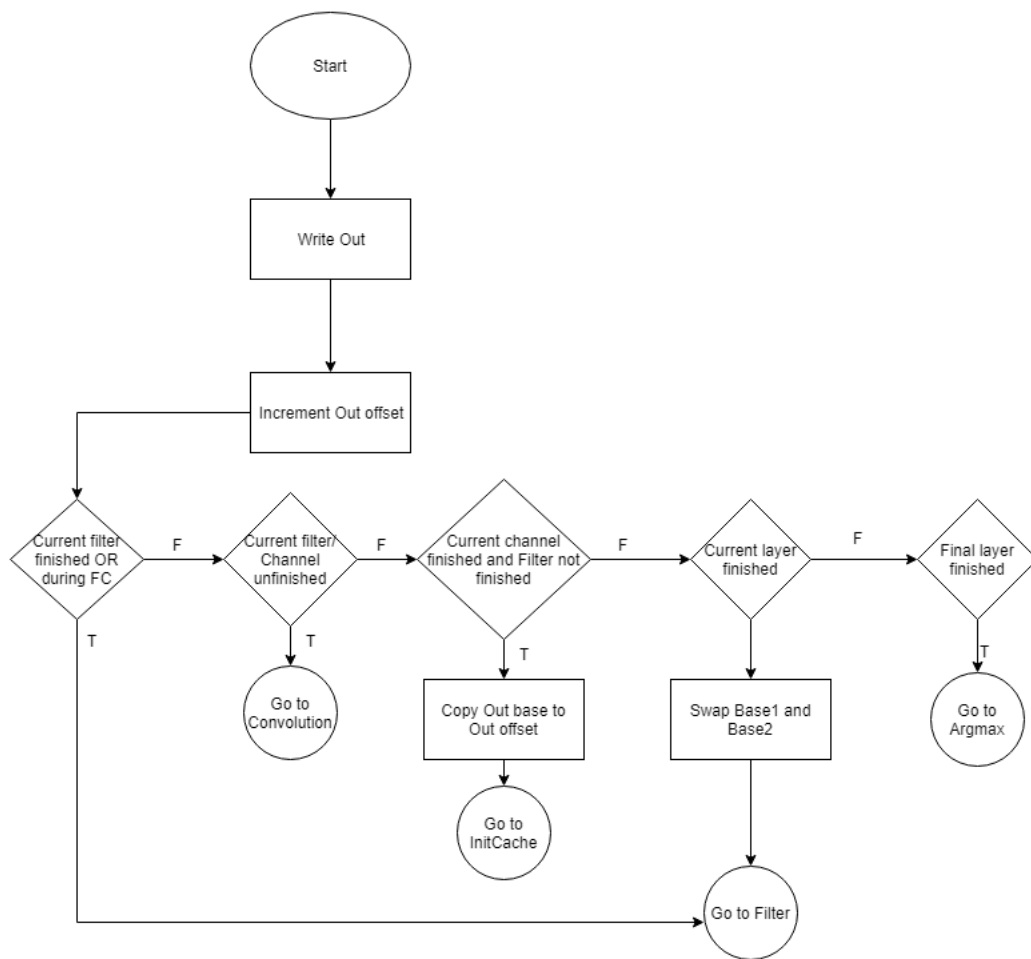 Start
Write Out
Increment Out offset
Current filter
finished OR
during FC
F
Current filter/
Channel
unfinished
F
Current channel
finished and Filter not
finished
F
Current layer
finished
F
Final layer
finished
T
T
T
T
Go to
Convolution
Copy Out base to
Out offset
Swap Base1 and
Base2
Go to
Argmax
Go to
InitCache
Go to Filter